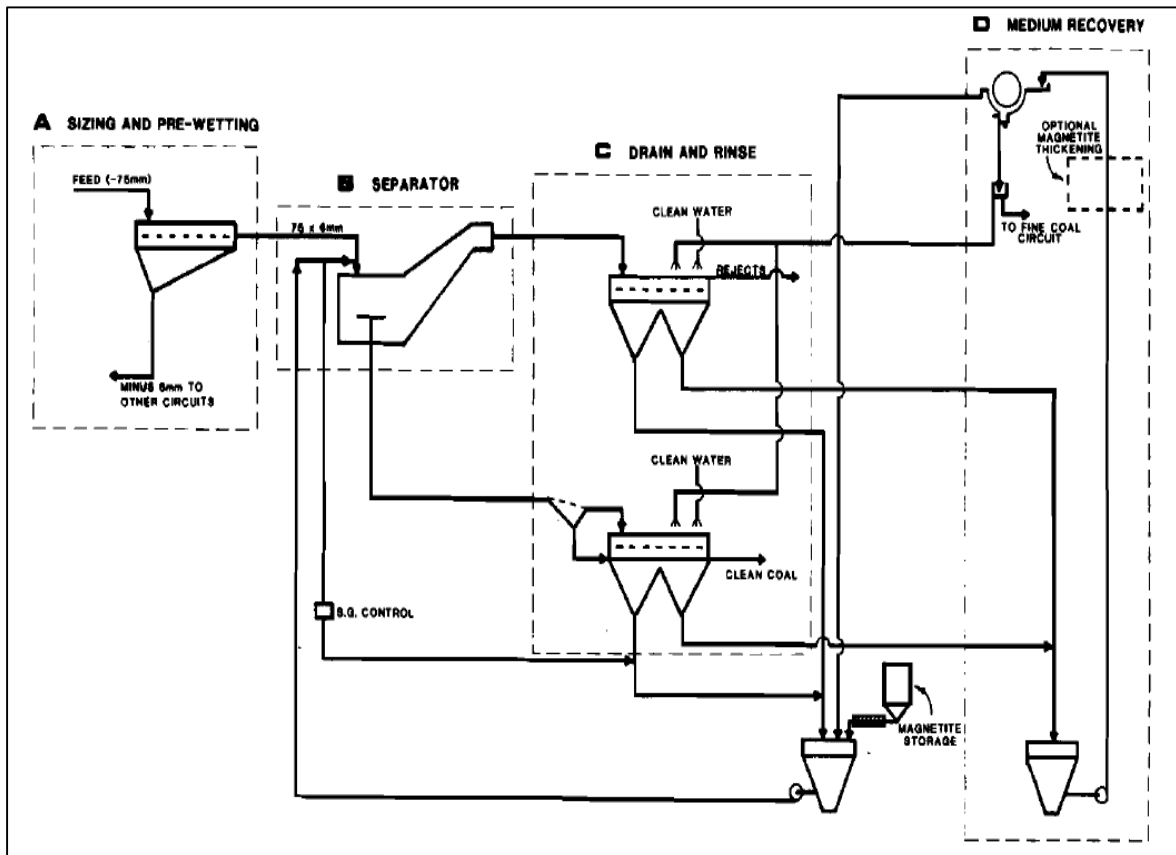 D MEDIUM RECOVERY
A SIZING AND PRE-WETTING
OPTIONAL
MAGNETITE
THICKENING
C DRAIN AND RINSE
FEED (-75mm)
B SEPARATOR
CLEAN WATER
TO FINE COAL
CIRCUIT
75 x 6mm
REJECTS
MINUS 6mm TO
OTHER CIRCUITS
CLEAN WATER
CLEAN COAL
S.G. CONTROL
MAGNETITE
STORAGE